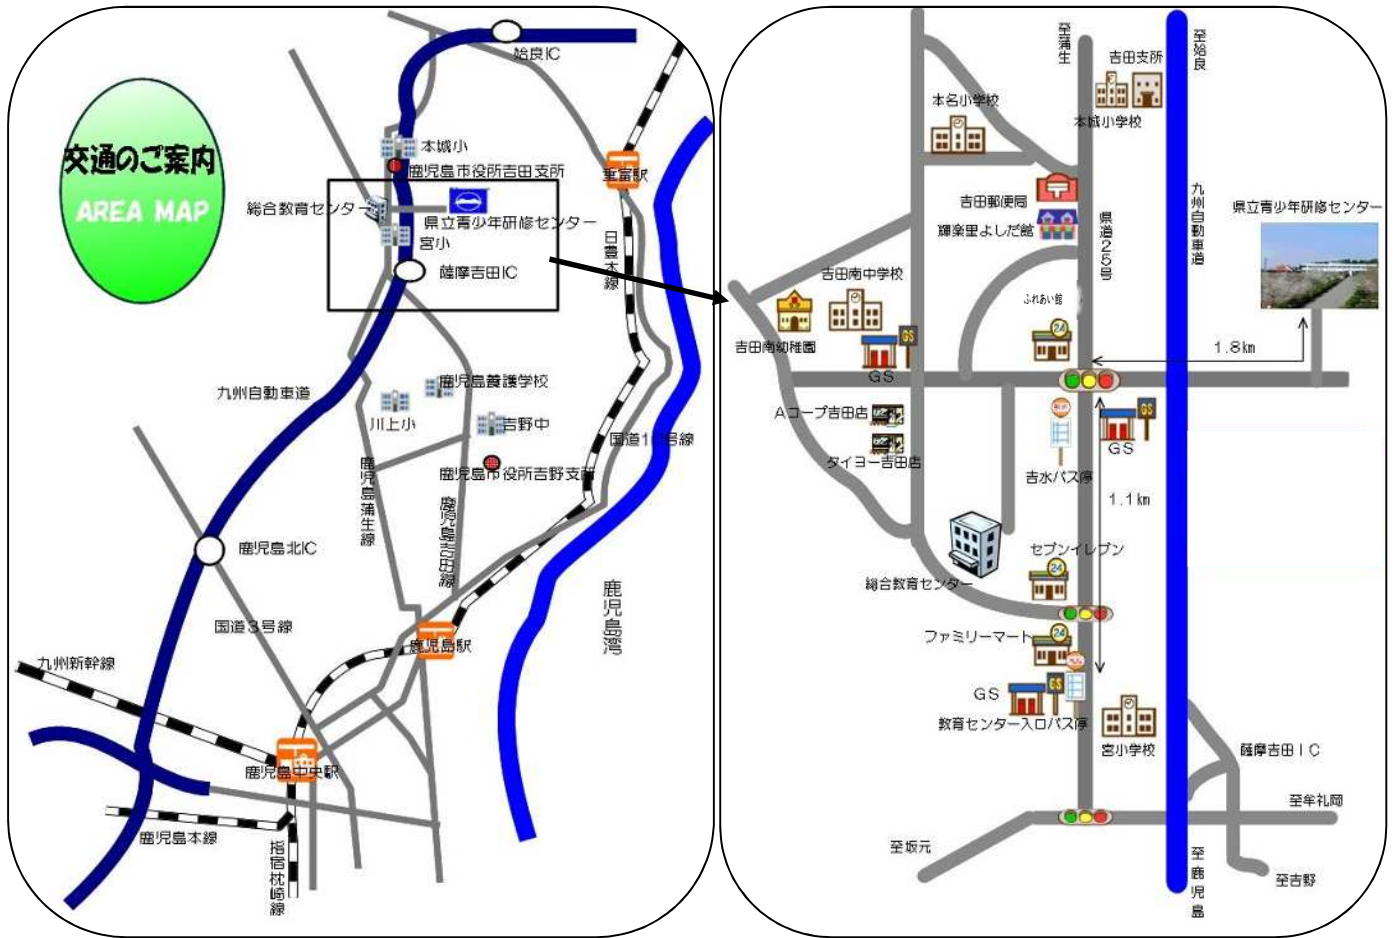 交通のご案内
AREA MAP
姶良IC
本城小
鹿児島市役所吉田支所
重富駅
総合教育センター
県立青少年研修センター
宮小
薩摩吉田IC
日豊本線
九州自動車道
鹿児島養護学校
川上小
吉野中
国道10号線
鹿児島市役所吉野支所
鹿児島蒲生線
鹿児島吉田線
鹿児島北IC
国道3号線
鹿児島湾
鹿児島駅
九州新幹線
鹿児島中央駅
鹿児島本線
指宿枕崎線
至蒲生
至姶良
吉田支所
本名小学校
本城小学校
吉田郵便局
輝楽里よしだ館
県道25号
九州自動車道
県立青少年研修センター
吉田南中学校
ふれあい館
24
吉田南幼稚園
GS
GS
1.8km
Aコープ吉田店
タイヨー吉田店
GS
GS
吉水バス停
1.1km
セブンイレブン
24
総合教育センター
ファミリーマート
24
GS
GS
教育センター入口バス停
宮小学校
薩摩吉田IC
至牟礼岡
至坂元
至鹿児島
至吉野